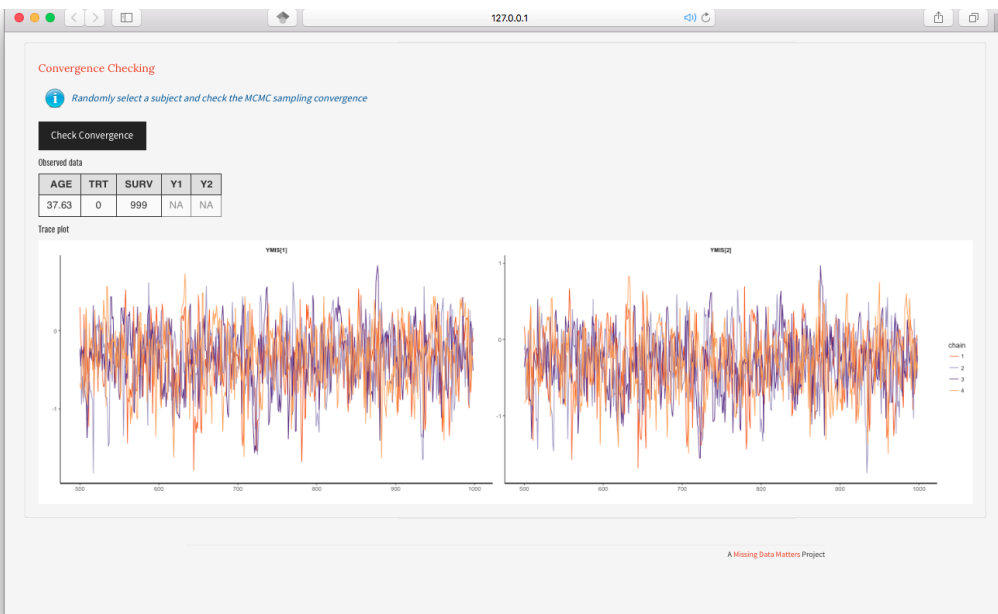 127.0.0.1
Convergence Checking
Randomly select a subject and check the MCMC sampling convergence
Check Convergence
Observed data
AGE TRT SURV Y1 Y2
37.63 0 999 NA NA
Trace plot
YMIS[1] YMIS[2]
1
0 0
-1 -1
chain
1
2
3
4
500 600 700 800 900 1000 500 600 700 800 900 1000
A Missing Data Matters Project